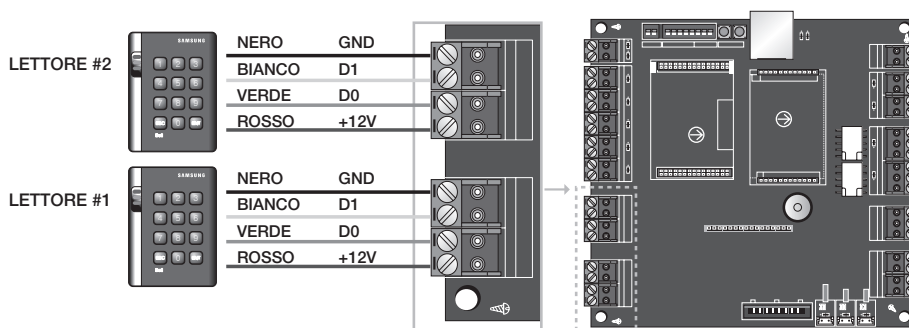 LETTORE #2
SAMSUNG
NERO GND
BIANCO D1
VERDE D0
ROSSO +12V
LETTORE #1
SAMSUNG
NERO GND
BIANCO D1
VERDE D0
ROSSO +12V